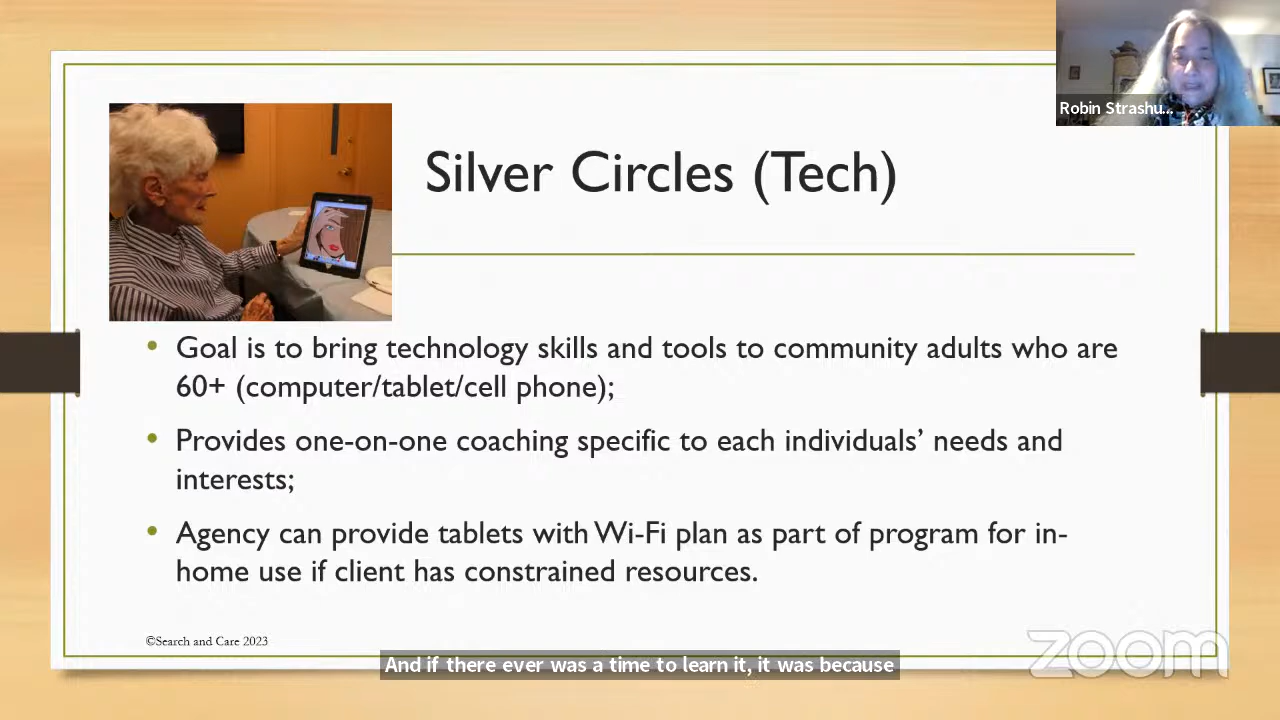 Robin Strashu...
Silver Circles (Tech)
• Goal is to bring technology skills and tools to community adults who are
60+ (computer/tablet/cell phone);
• Provides one-on-one coaching specific to each individuals’ needs and
interests;
• Agency can provide tablets with Wi-Fi plan as part of program for in-
home use if client has constrained resources.
©Search and Care 2023
And if there ever was a time to learn it, it was because
zoom